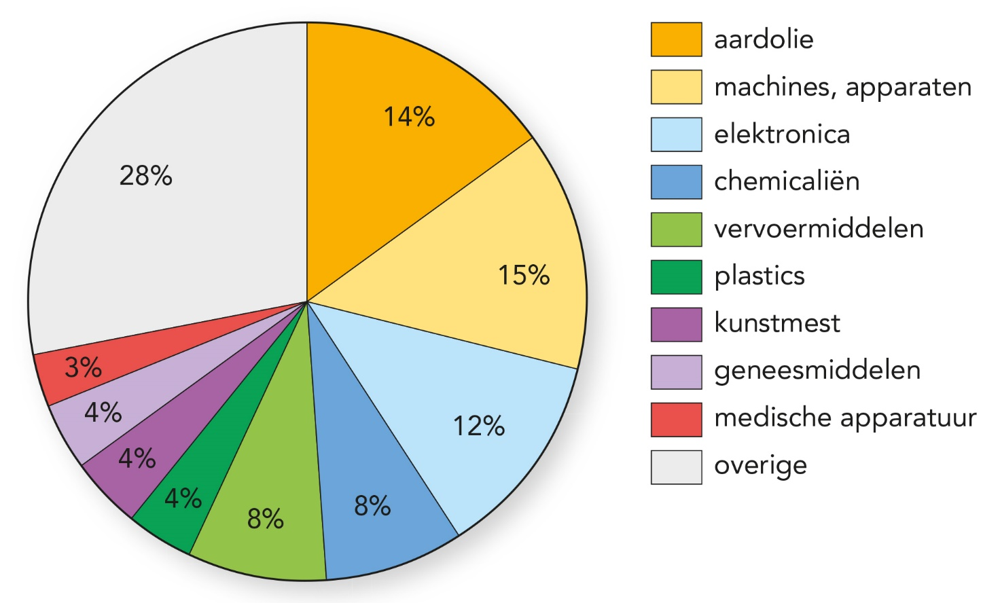 14%
15%
12%
8%
8%
4%
4%
4%
3%
28%
aardolie
machines, apparaten
elektronica
chemicaliën
vervoermiddelen
plastics
kunstmest
geneesmiddelen
medische apparatuur
overige